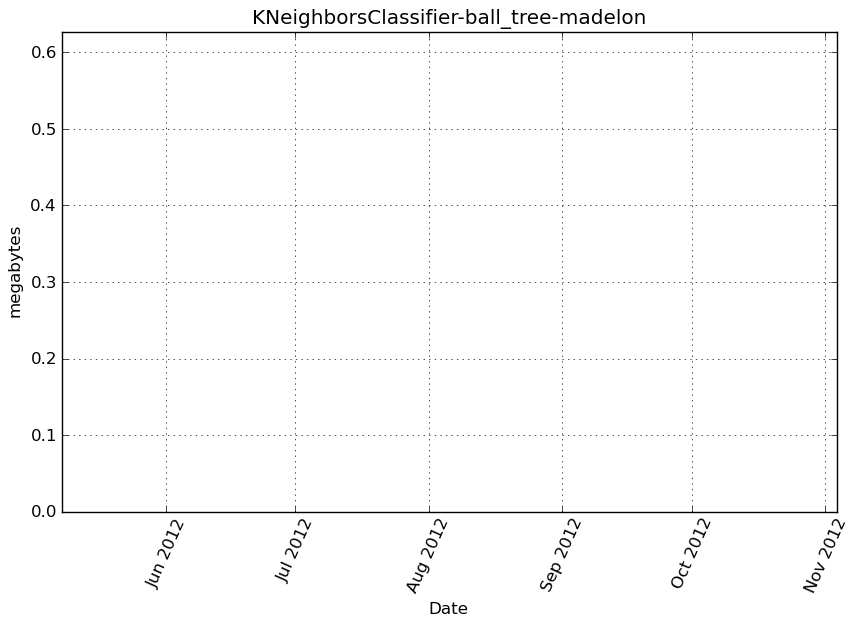 KNeighborsClassifier-ball_tree-madelon
0.6
0.5
0.4
0.3
0.2
0.1
0.0
megabytes
Jun 2012
Jul 2012
Aug 2012
Sep 2012
Oct 2012
Nov 2012
Date